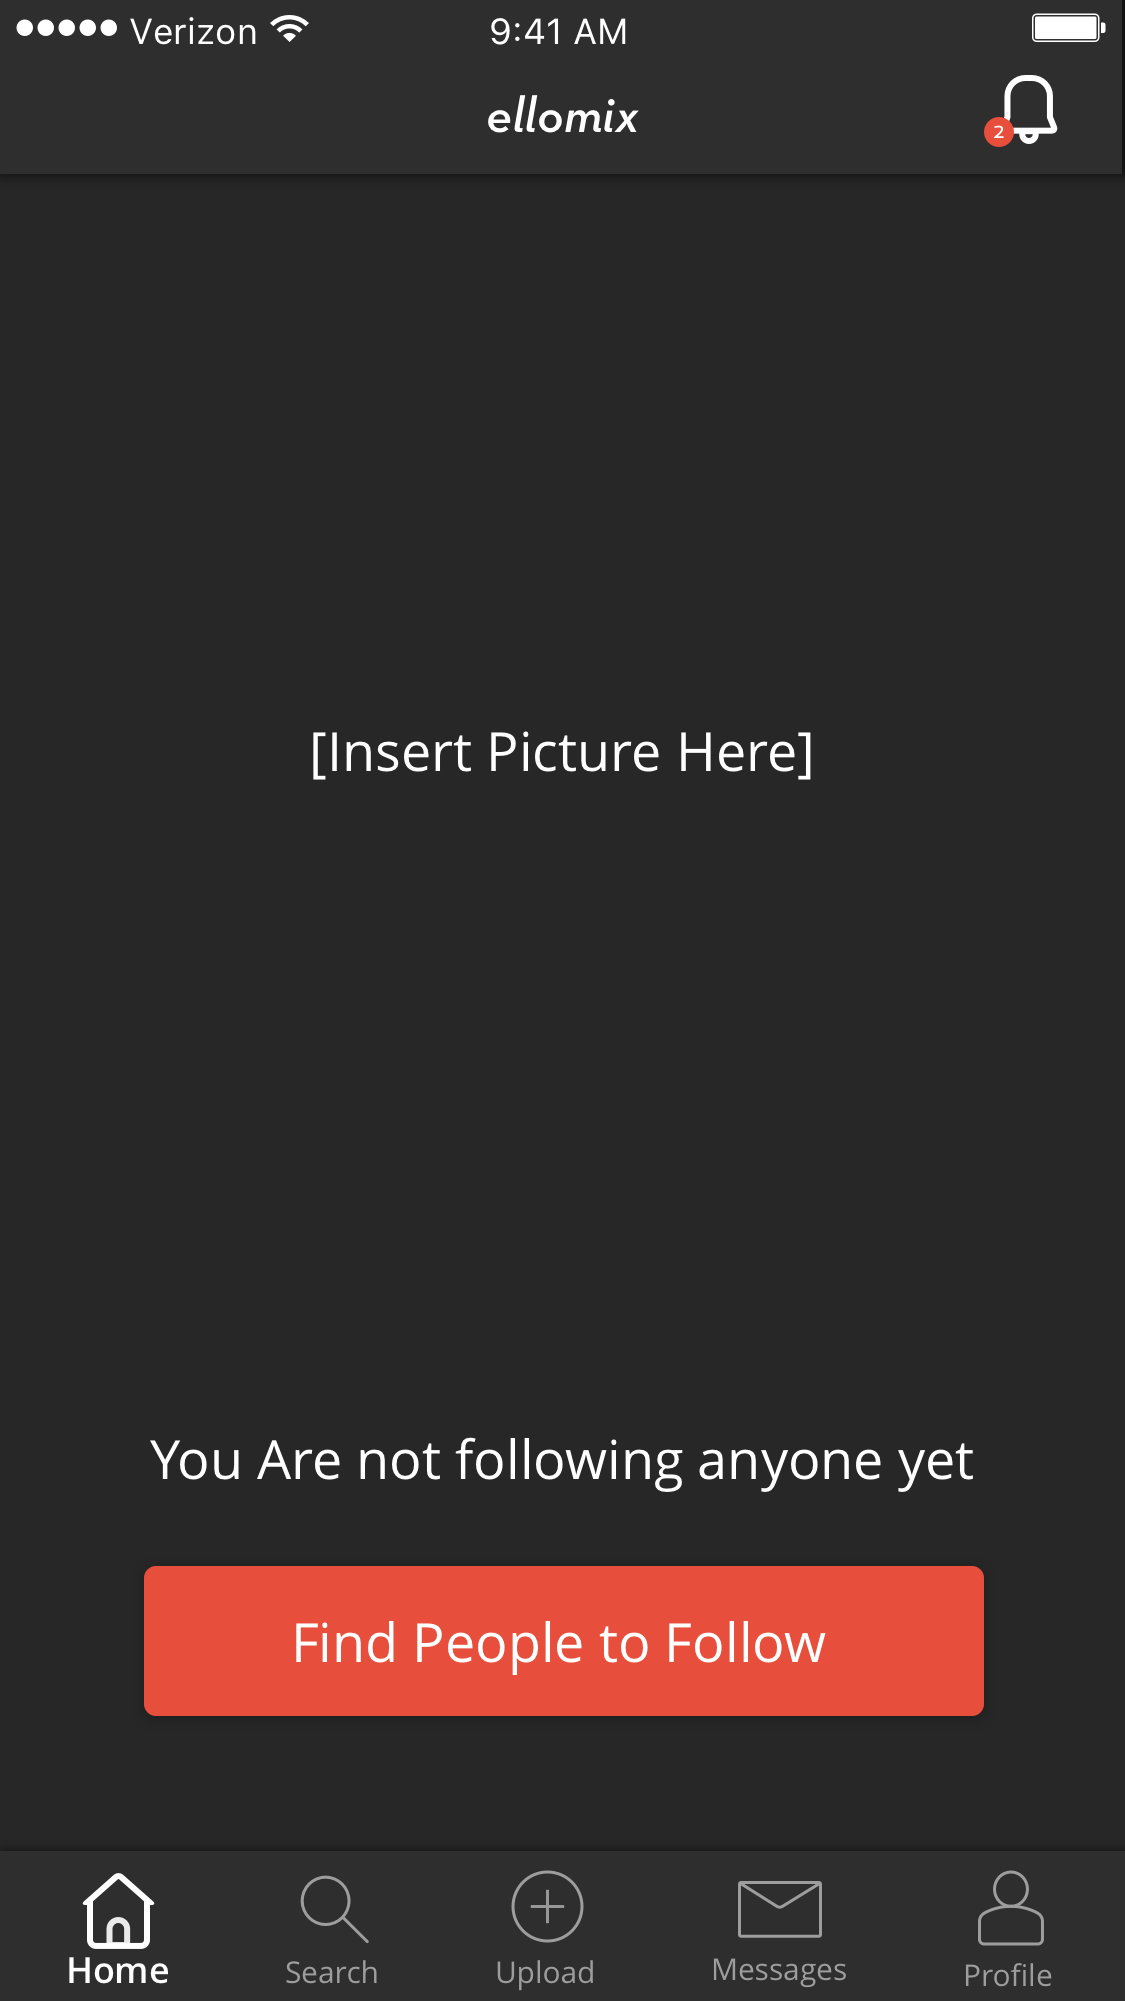 Verizon 9:41 AM
ellomix
2
[Insert Picture Here]
You Are not following anyone yet
Find People to Follow
Home Search Upload Messages Profile